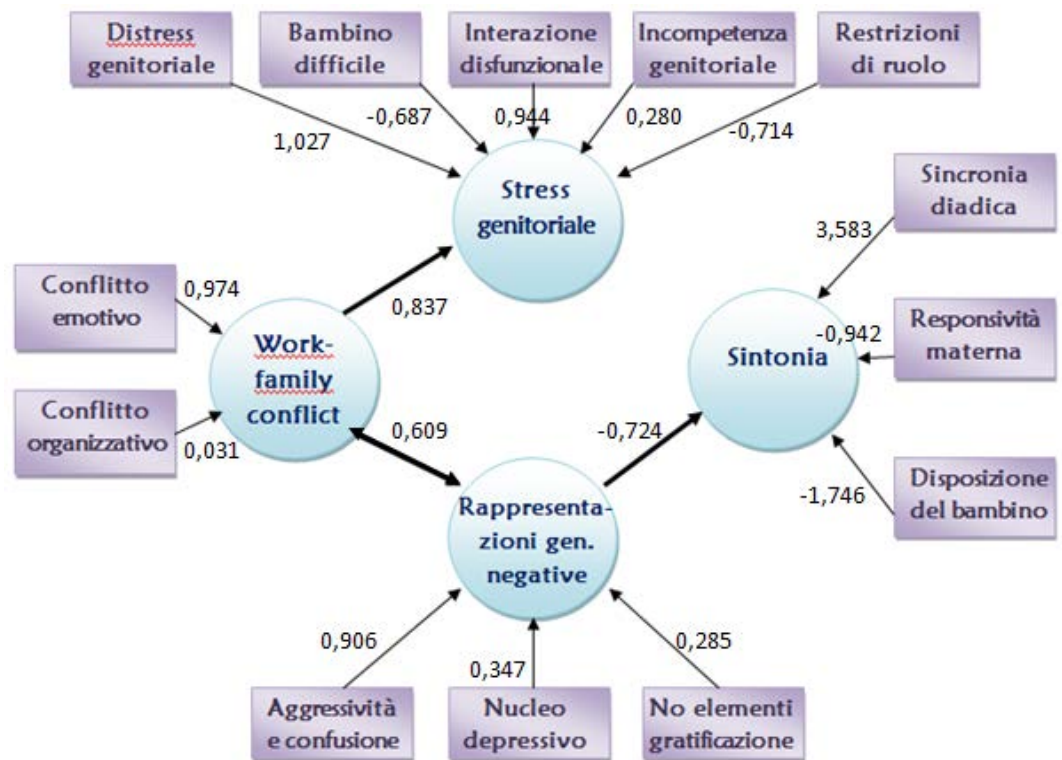 Distress
genitoriale
Bambino
difficile
Interazione
disfunzionale
Incompetenza
genitoriale
Restrizioni
di ruolo
1,027
-0,687
0,944
0,280
-0,714
Stress
genitoriale
Sincronia
diadica
3,583
Conflitto
emotivo
0,974
0,837
Work-
family
conflict
Sintonia
-0,942
Responsività
materna
Conflitto
organizzativo
0,031
0,609
-0,724
-1,746
Disposizione
del bambino
Rappresenta-
zioni gen.
negative
0,906
0,347
0,285
Aggressività
e confusione
Nucleo
depressivo
No elementi
gratificazione